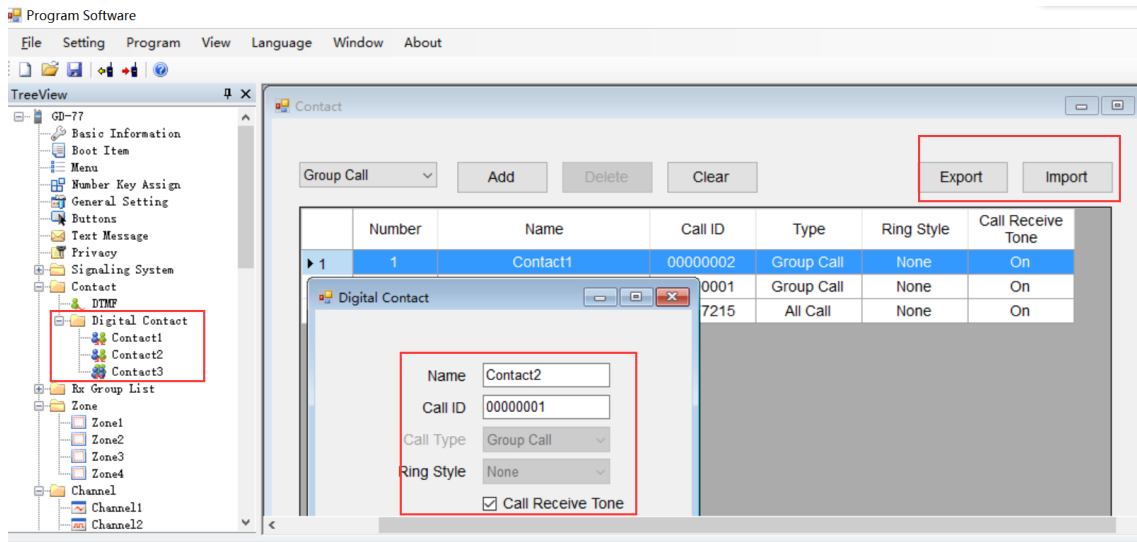 Program Software
File Setting Program View Language Window About
TreeView
GD-77
Basic Information
Boot Item
Menu
Number Key Assign
General Setting
Buttons
Text Message
Privacy
Signaling System
Contact
DTMF
Digital Contact
Contact1
Contact2
Contact3
Rx Group List
Zone
Zone1
Zone2
Zone3
Zone4
Channel
Channel1
Channel2
Contact
Group Call Add Delete Clear Export Import
Number Name Call ID Type Ring Style Call Receive Tone
1 1 Contact1 00000002 Group Call None On
0001 Group Call None On
7215 All Call None On
Digital Contact
Name Contact2
Call ID 00000001
Call Type Group Call
Ring Style None
Call Receive Tone